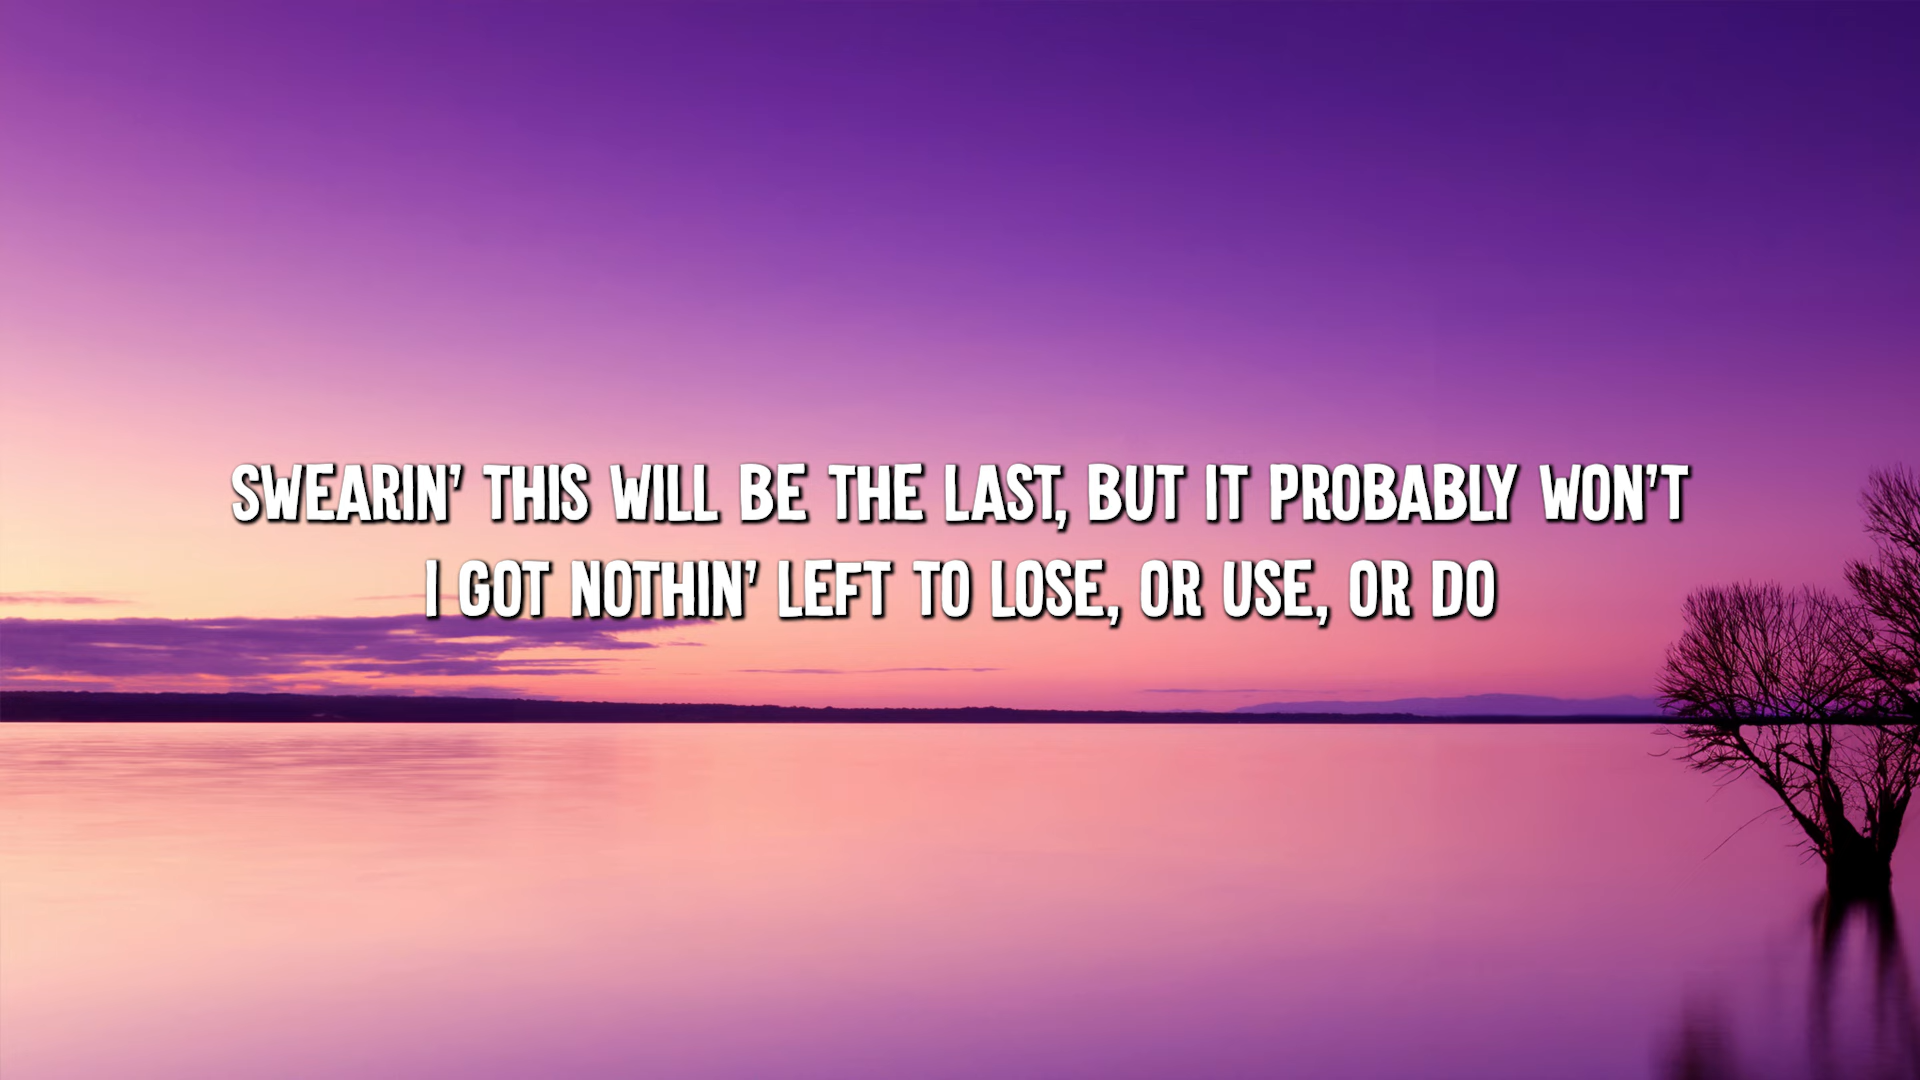 SWEARIN' THIS WILL BE THE LAST, BUT IT PROBABLY WON'T
I GOT NOTHIN' LEFT TO LOSE, OR USE, OR DO